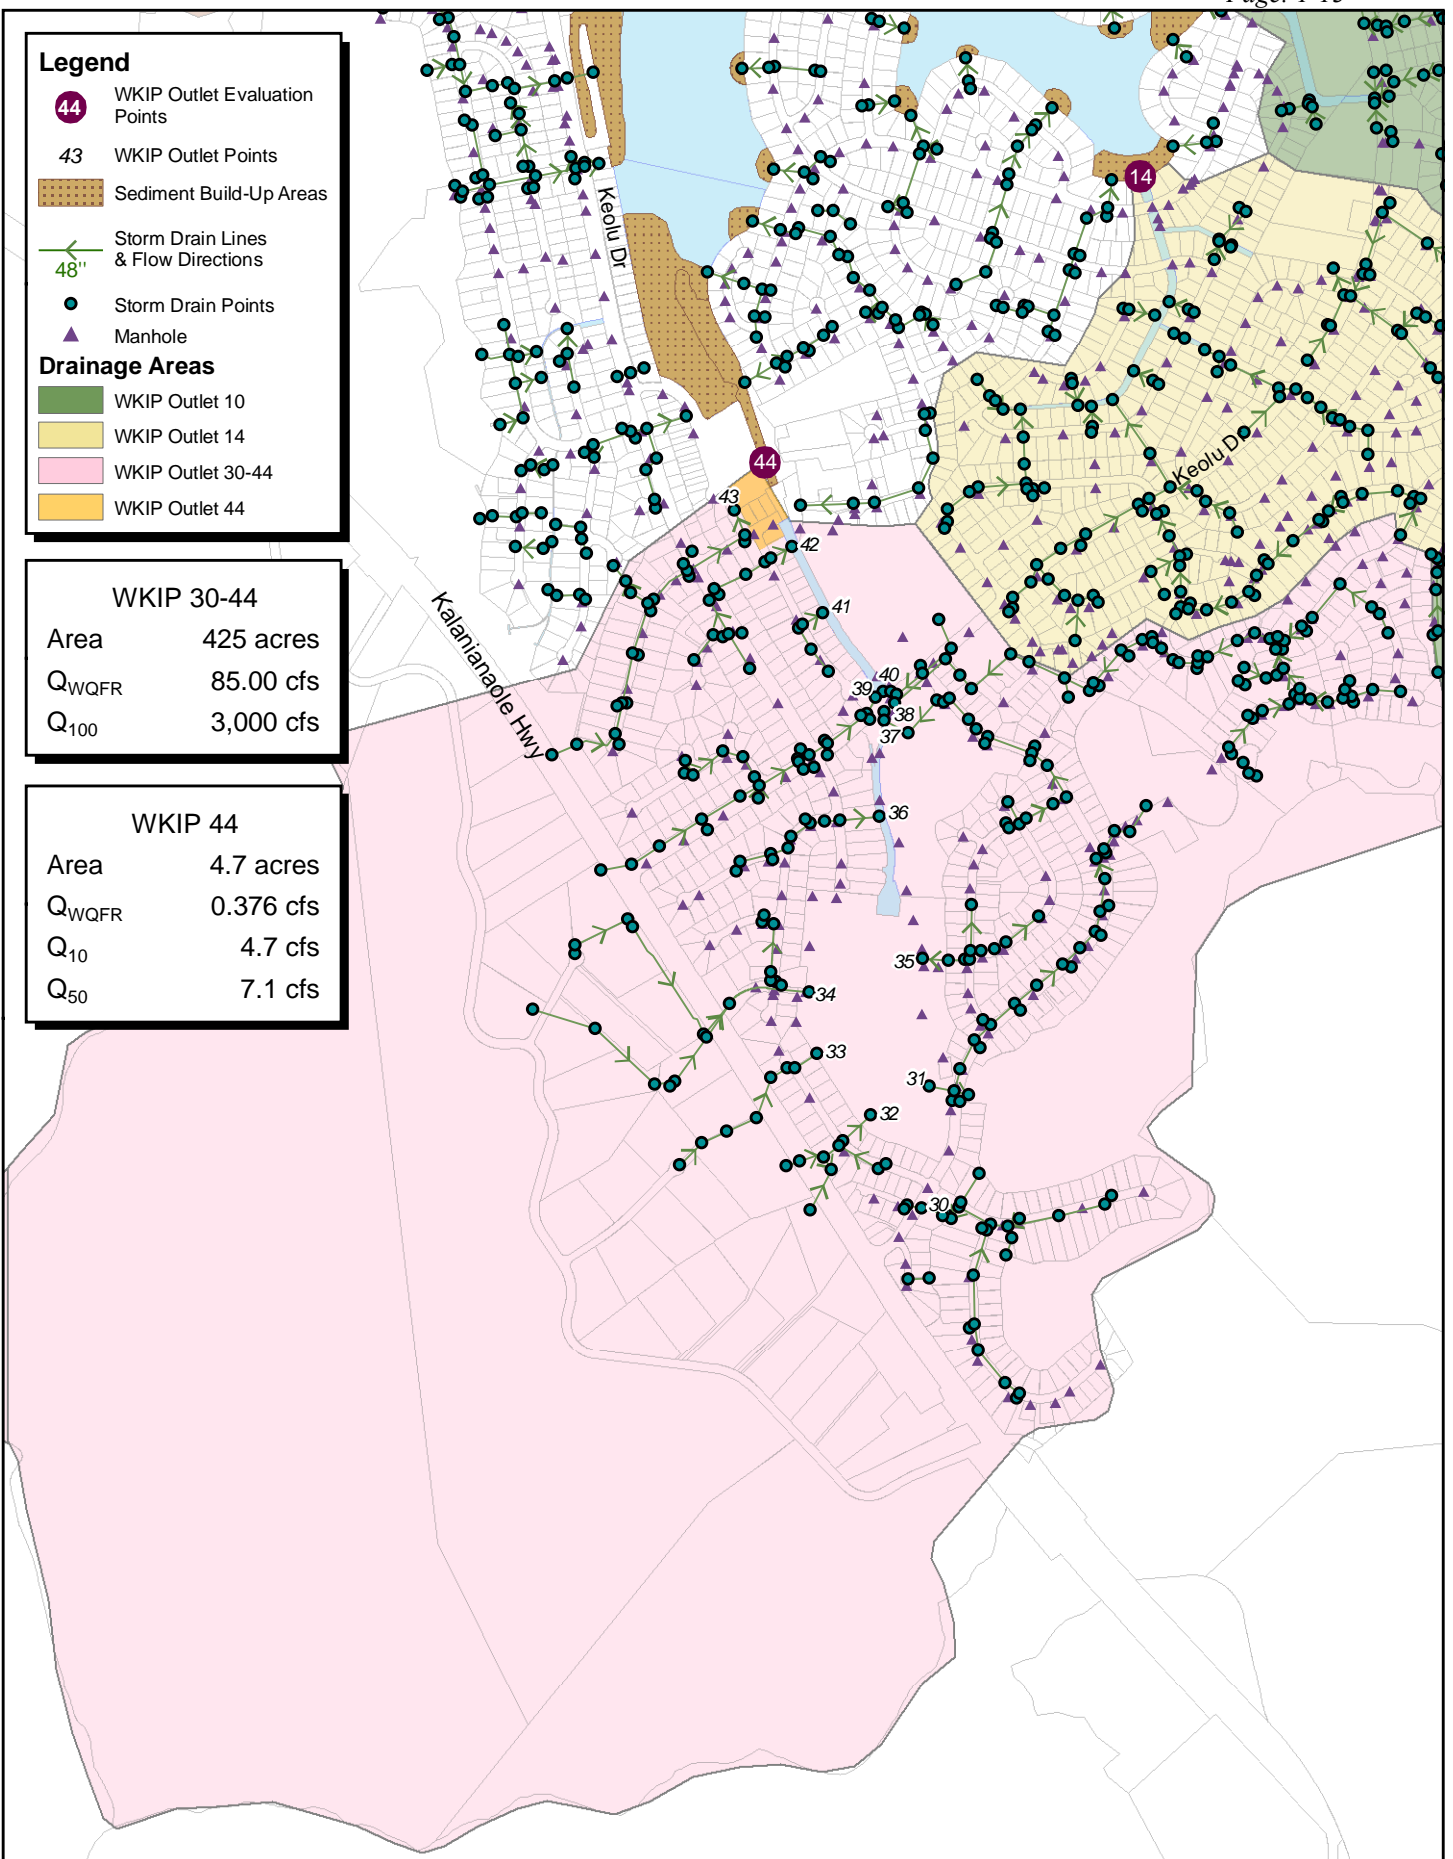 Legend
44 WKIP Outlet Evaluation
Points
43 WKIP Outlet Points
Sediment Build-Up Areas
Storm Drain Lines
48" & Flow Directions
Storm Drain Points
Manhole
Drainage Areas
WKIP Outlet 10
WKIP Outlet 14
WKIP Outlet 30-44
WKIP Outlet 44
WKIP 30-44
Area 425 acres
QWQFR 85.00 cfs
Q100 3,000 cfs
WKIP 44
Area 4.7 acres
QWQFR 0.376 cfs
Q10 4.7 cfs
Q50 7.1 cfs
14
Keolu Dr
Keolu Dr
44
43
42
Kalanianaole Hwy
41
40
39
38
37
36
35
34
33
31
32
30